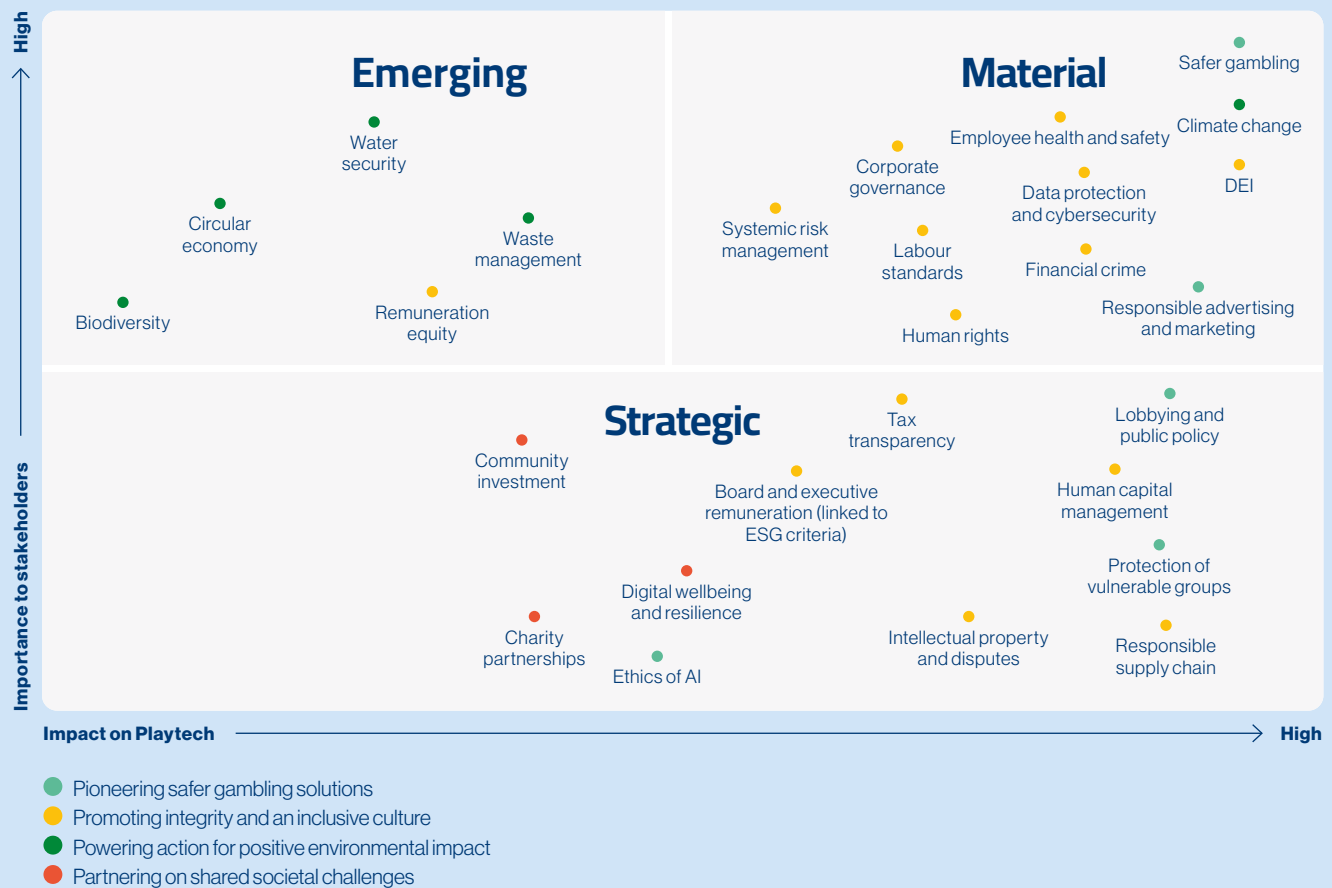 High
Importance to stakeholders
Emerging
Water
security
Circular
economy
Waste
management
Biodiversity
Remuneration
equity
Material
Safer gambling
Climate change
Employee health and safety
Corporate
governance
DEI
Data protection
and cybersecurity
Systemic risk
management
Labour
standards
Financial crime
Responsible advertising
and marketing
Human rights
Strategic
Community
investment
Tax
transparency
Lobbying and
public policy
Board and executive
remuneration (linked to
ESG criteria)
Human capital
management
Protection of
vulnerable groups
Digital wellbeing
and resilience
Charity
partnerships
Ethics of AI
Intellectual property
and disputes
Responsible
supply chain
Impact on Playtech
High
Pioneering safer gambling solutions
Promoting integrity and an inclusive culture
Powering action for positive environmental impact
Partnering on shared societal challenges